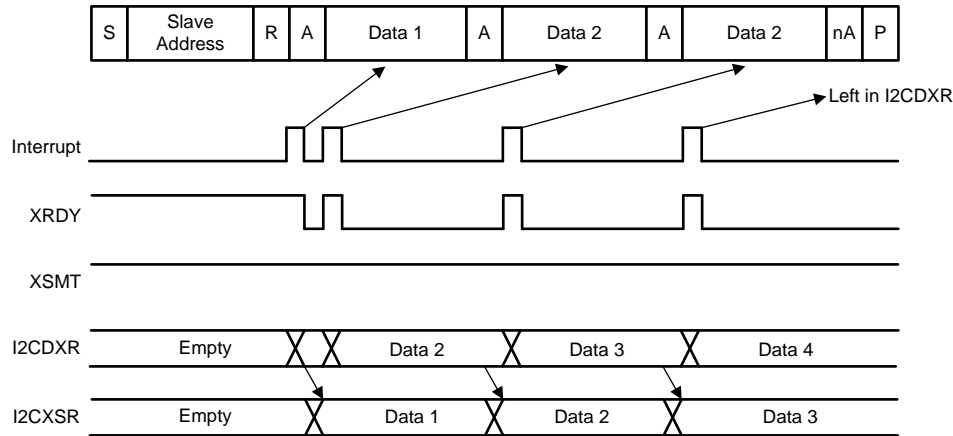 S Slave Address R A Data 1 A Data 2 A Data 2 nA P
Left in I2CDXR
Interrupt
XRDY
XSMT
I2CDXR Empty Data 2 Data 3 Data 4
I2CXSR Empty Data 1 Data 2 Data 3